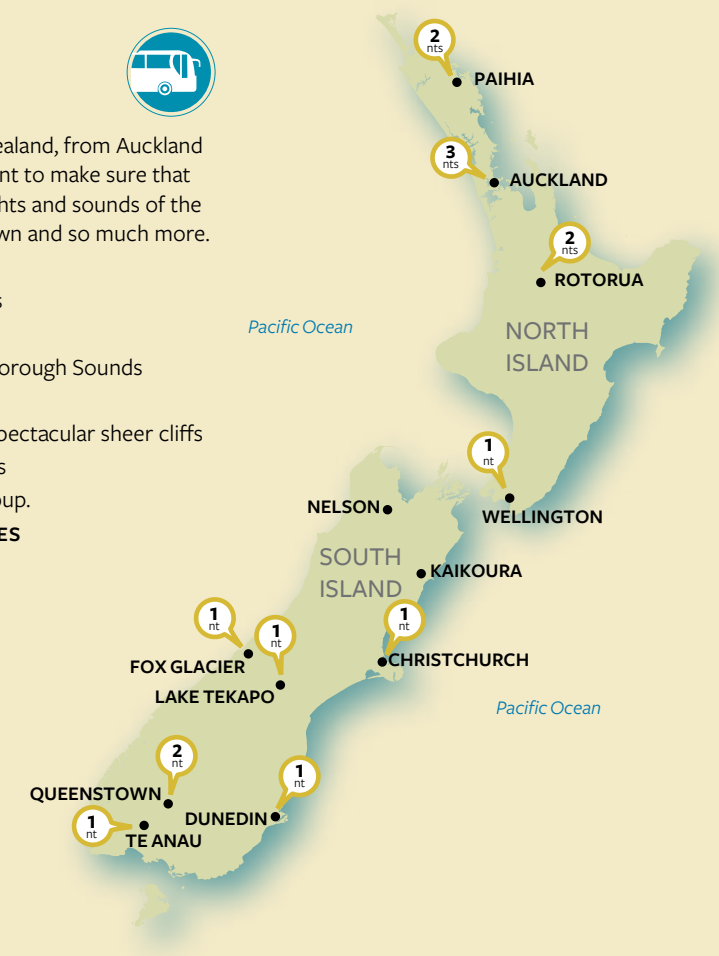 ealand, from Auckland
nt to make sure that
hts and sounds of the
wn and so much more.
s
orough Sounds
pectacular sheer cliffs
s
oup.
ES
2
nts
PAIHIA
3
nts
AUCKLAND
2
nts
ROTORUA
Pacific Ocean
NORTH
ISLAND
1
nt
WELLINGTON
NELSON
SOUTH
ISLAND
KAIKOURA
1
nt
CHRISTCHURCH
1
nt
FOX GLACIER
1
nt
LAKE TEKAPO
Pacific Ocean
2
nt
QUEENSTOWN
1
nt
DUNEDIN
1
nt
TE ANAU